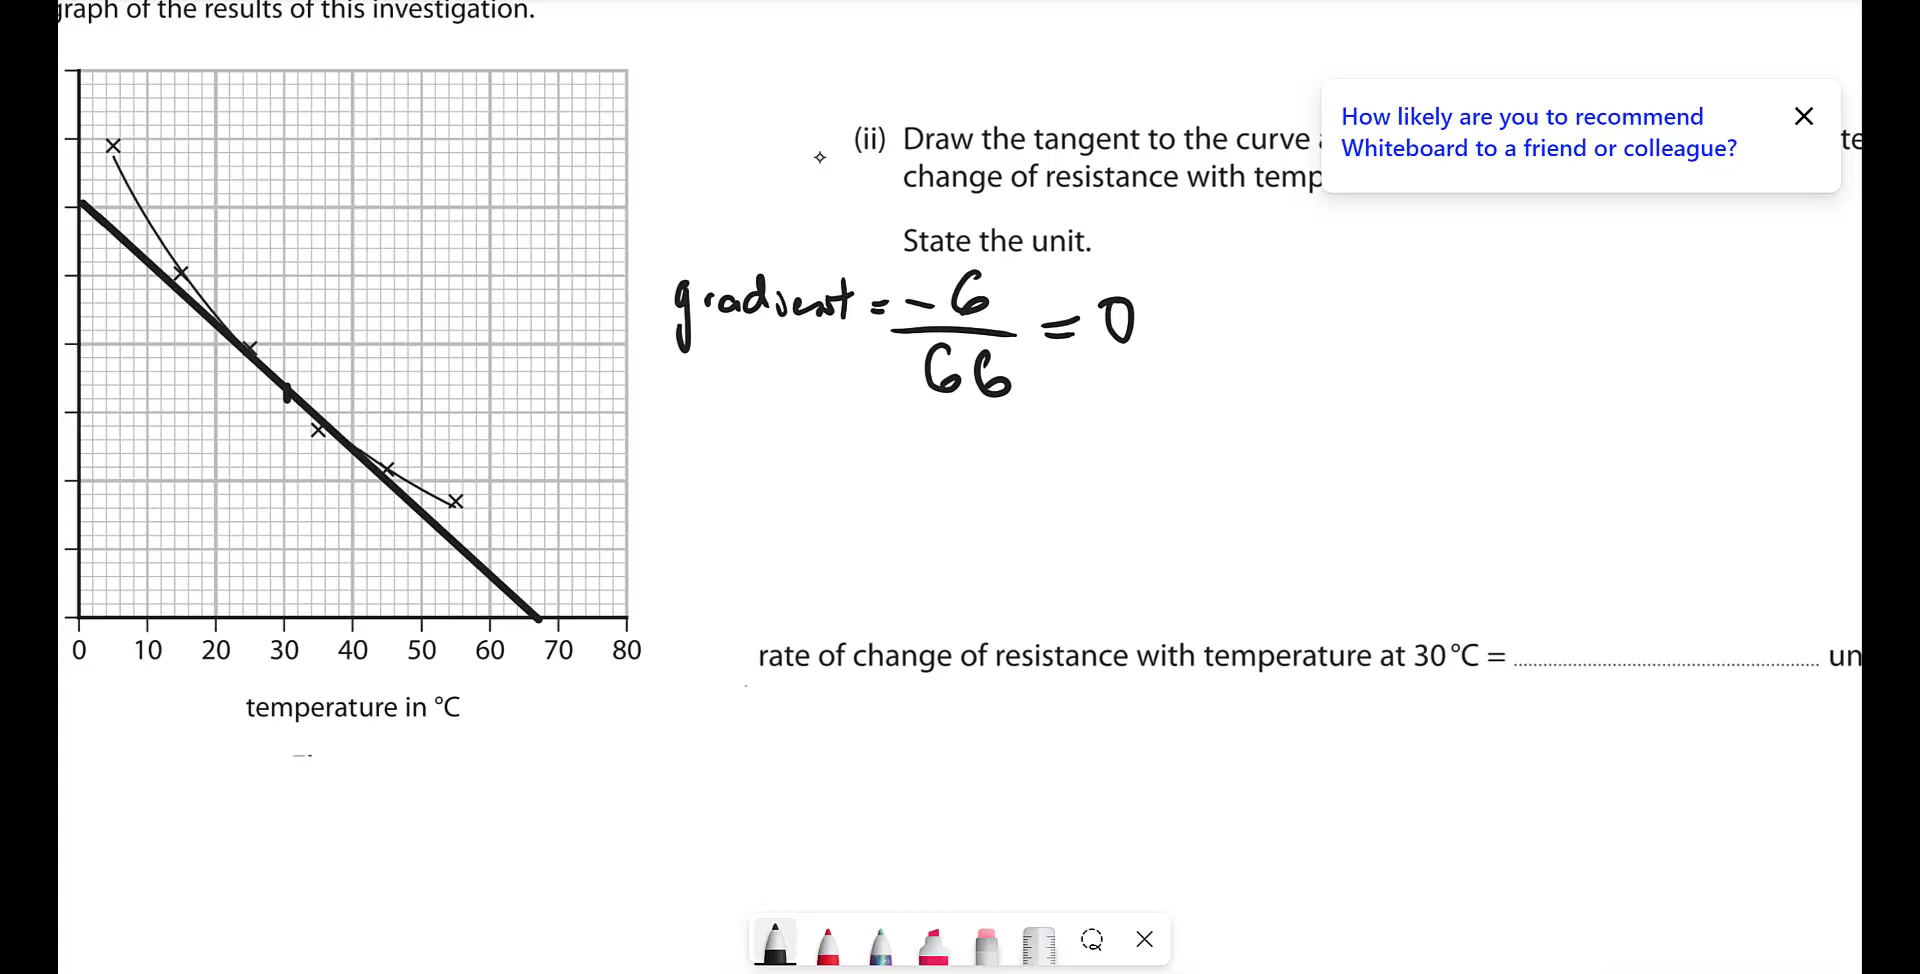 graph of the results of this investigation.
0 10 20 30 40 50 60 70 80
temperature in °C
(ii) Draw the tangent to the curve
change of resistance with temp
State the unit.
gradient = -6
66
= 0
rate of change of resistance with temperature at 30 °C = un
How likely are you to recommend
Whiteboard to a friend or colleague?
te